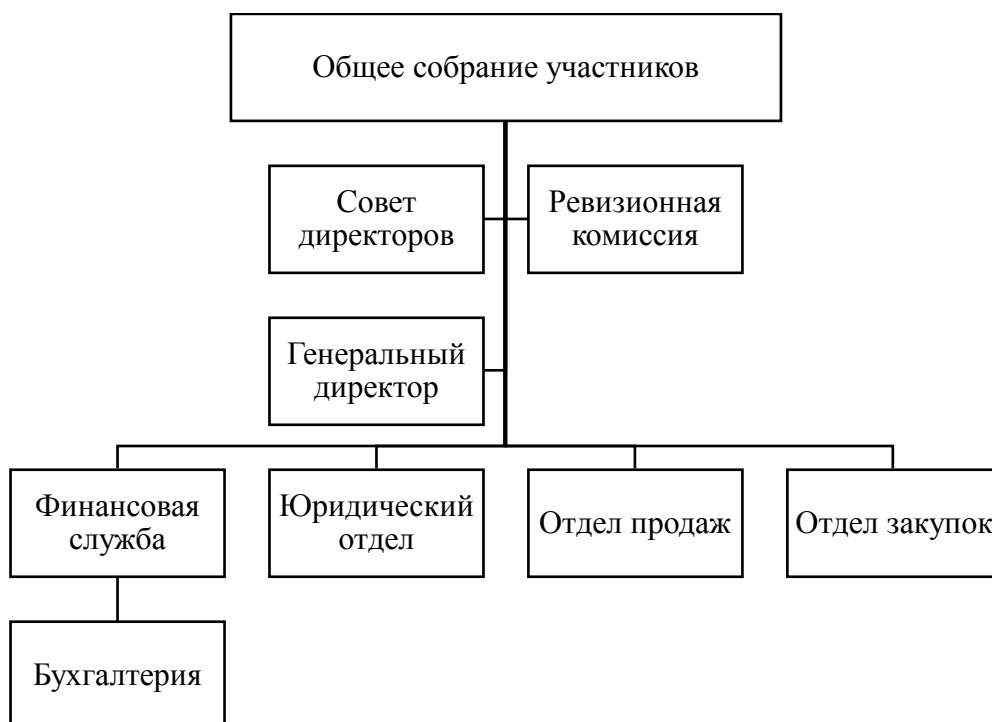 Общее собрание участников
Совет
директоров
Ревизионная
комиссия
Генеральный
директор
Финансовая
служба
Юридический
отдел
Отдел продаж
Отдел закупок
Бухгалтерия